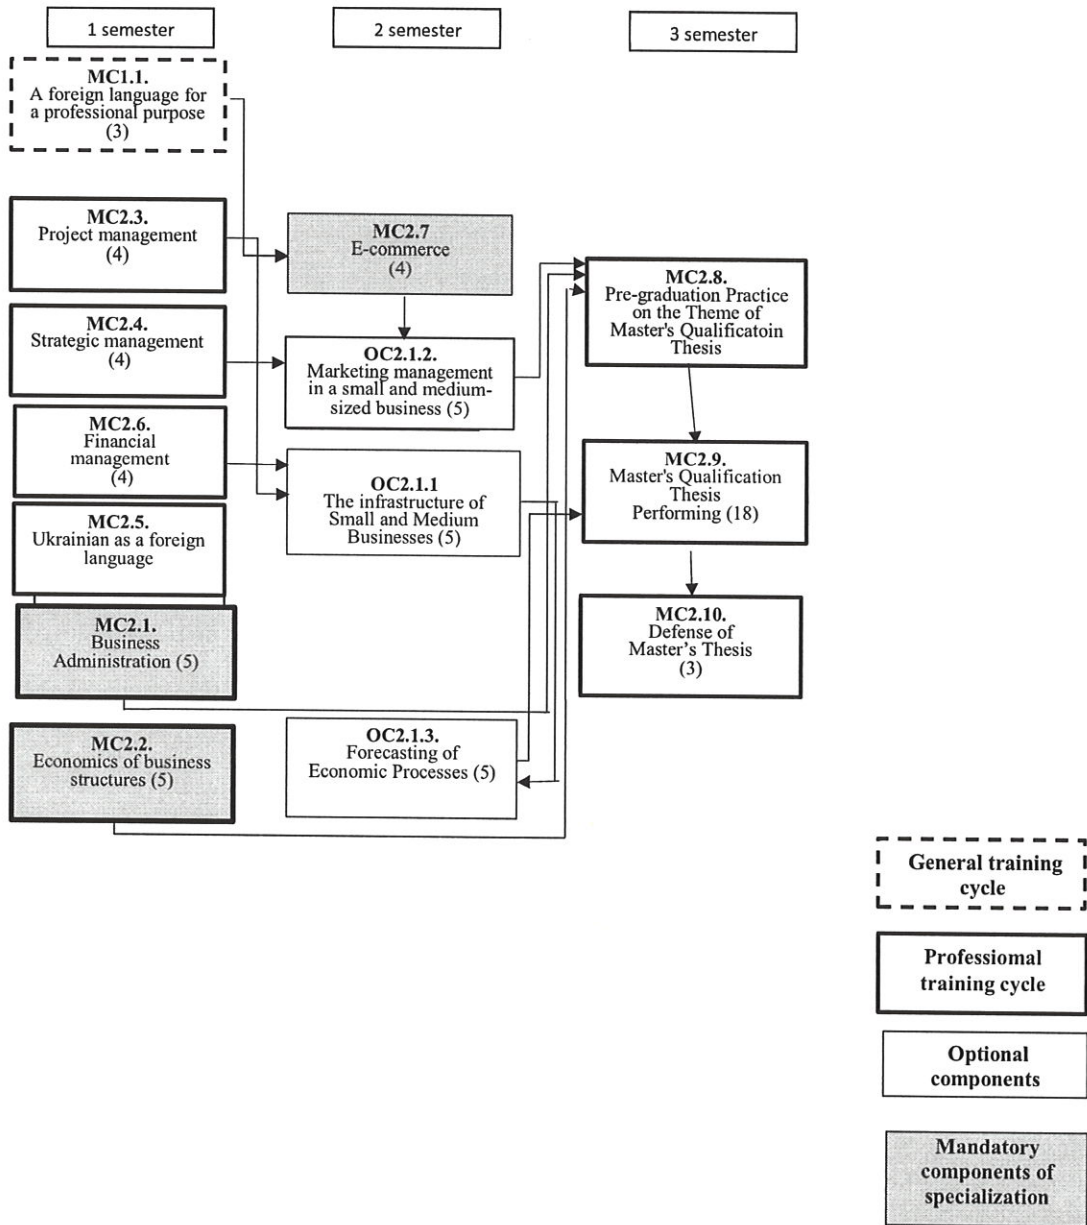 1 semester
2 semester
3 semester
MC1.1.
A foreign language for
a professional purpose
(3)
MC2.3.
Project management
(4)
MC2.4.
Strategic management
(4)
MC2.6.
Financial
management
(4)
MC2.5.
Ukrainian as a foreign
language
MC2.1.
Business
Administration (5)
MC2.2.
Economics of business
structures (5)
MC2.7
E-commerce
(4)
OC2.1.2.
Marketing management
in a small and medium-
sized business (5)
OC2.1.1
The infrastructure of
Small and Medium
Businesses (5)
OC2.1.3.
Forecasting of
Economic Processes (5)
MC2.8.
Pre-graduation Practice
on the Theme of
Master's Qualificatoin
Thesis
MC2.9.
Master's Qualification
Thesis
Performing (18)
MC2.10.
Defense of
Master's Thesis
(3)
General training
cycle
Professiomal
training cycle
Optional
components
Mandatory
components of
specialization